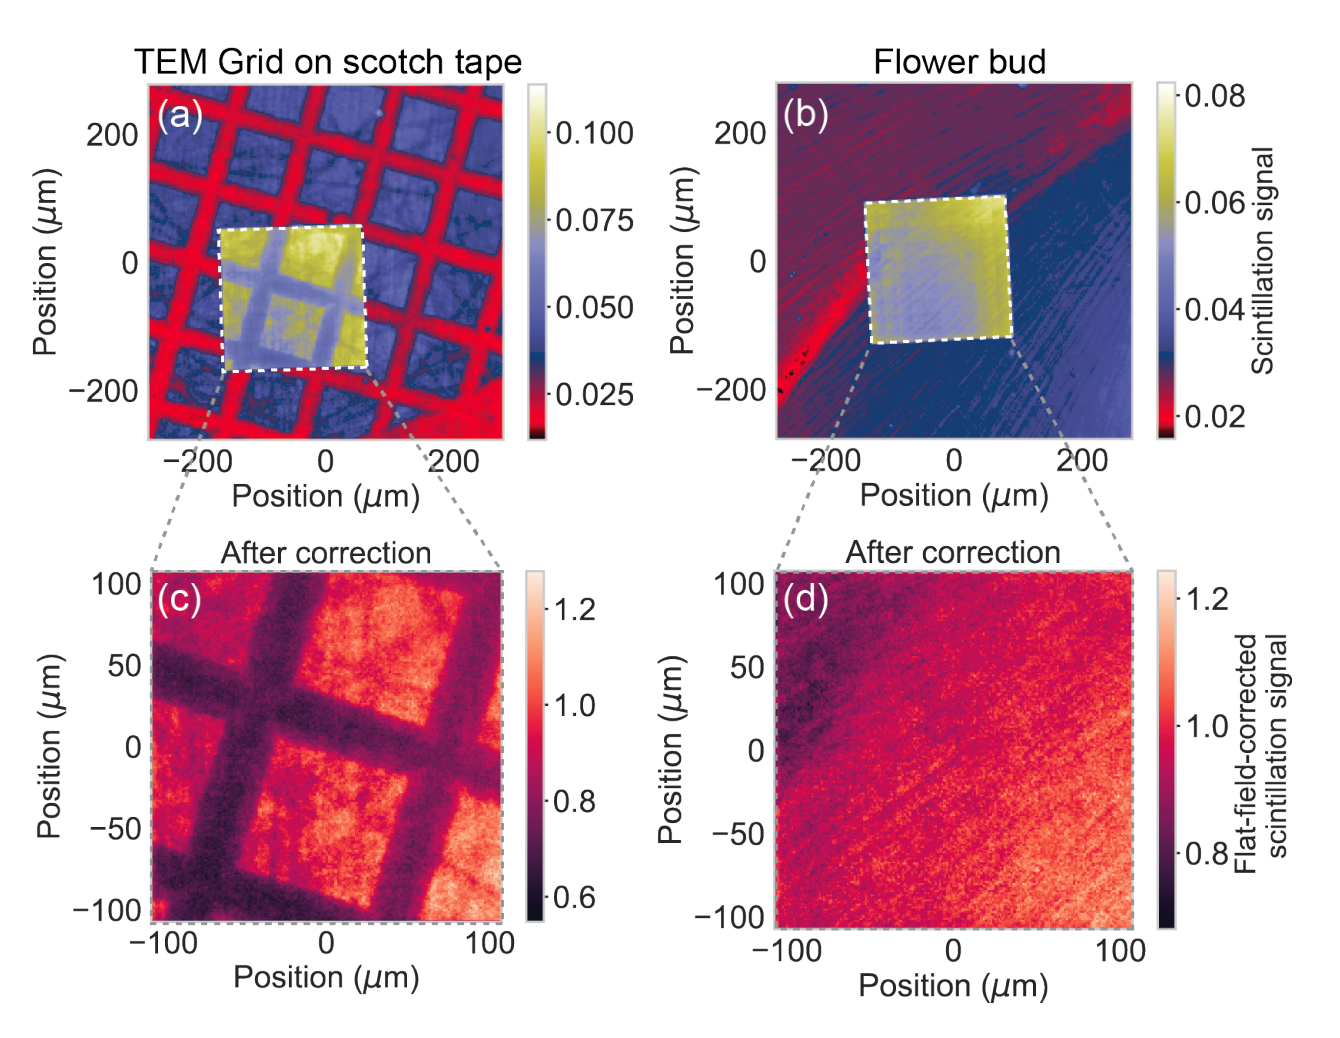 TEM Grid on scotch tape
Flower bud
(a)
(b)
200
0
−200
Position (μm)
−200 0 200
Position (μm)
0.100
0.075
0.050
0.025
200
0
−200
Position (μm)
−200 0 200
Position (μm)
0.08
0.06
0.04
0.02
Scintillation signal
After correction
After correction
(c)
(d)
100
50
0
−50
−100
Position (μm)
−100 0 100
Position (μm)
1.2
1.0
0.8
0.6
100
50
0
−50
−100
Position (μm)
−100 0 100
Position (μm)
1.2
1.0
0.8
Flat-field-corrected
scintillation signal